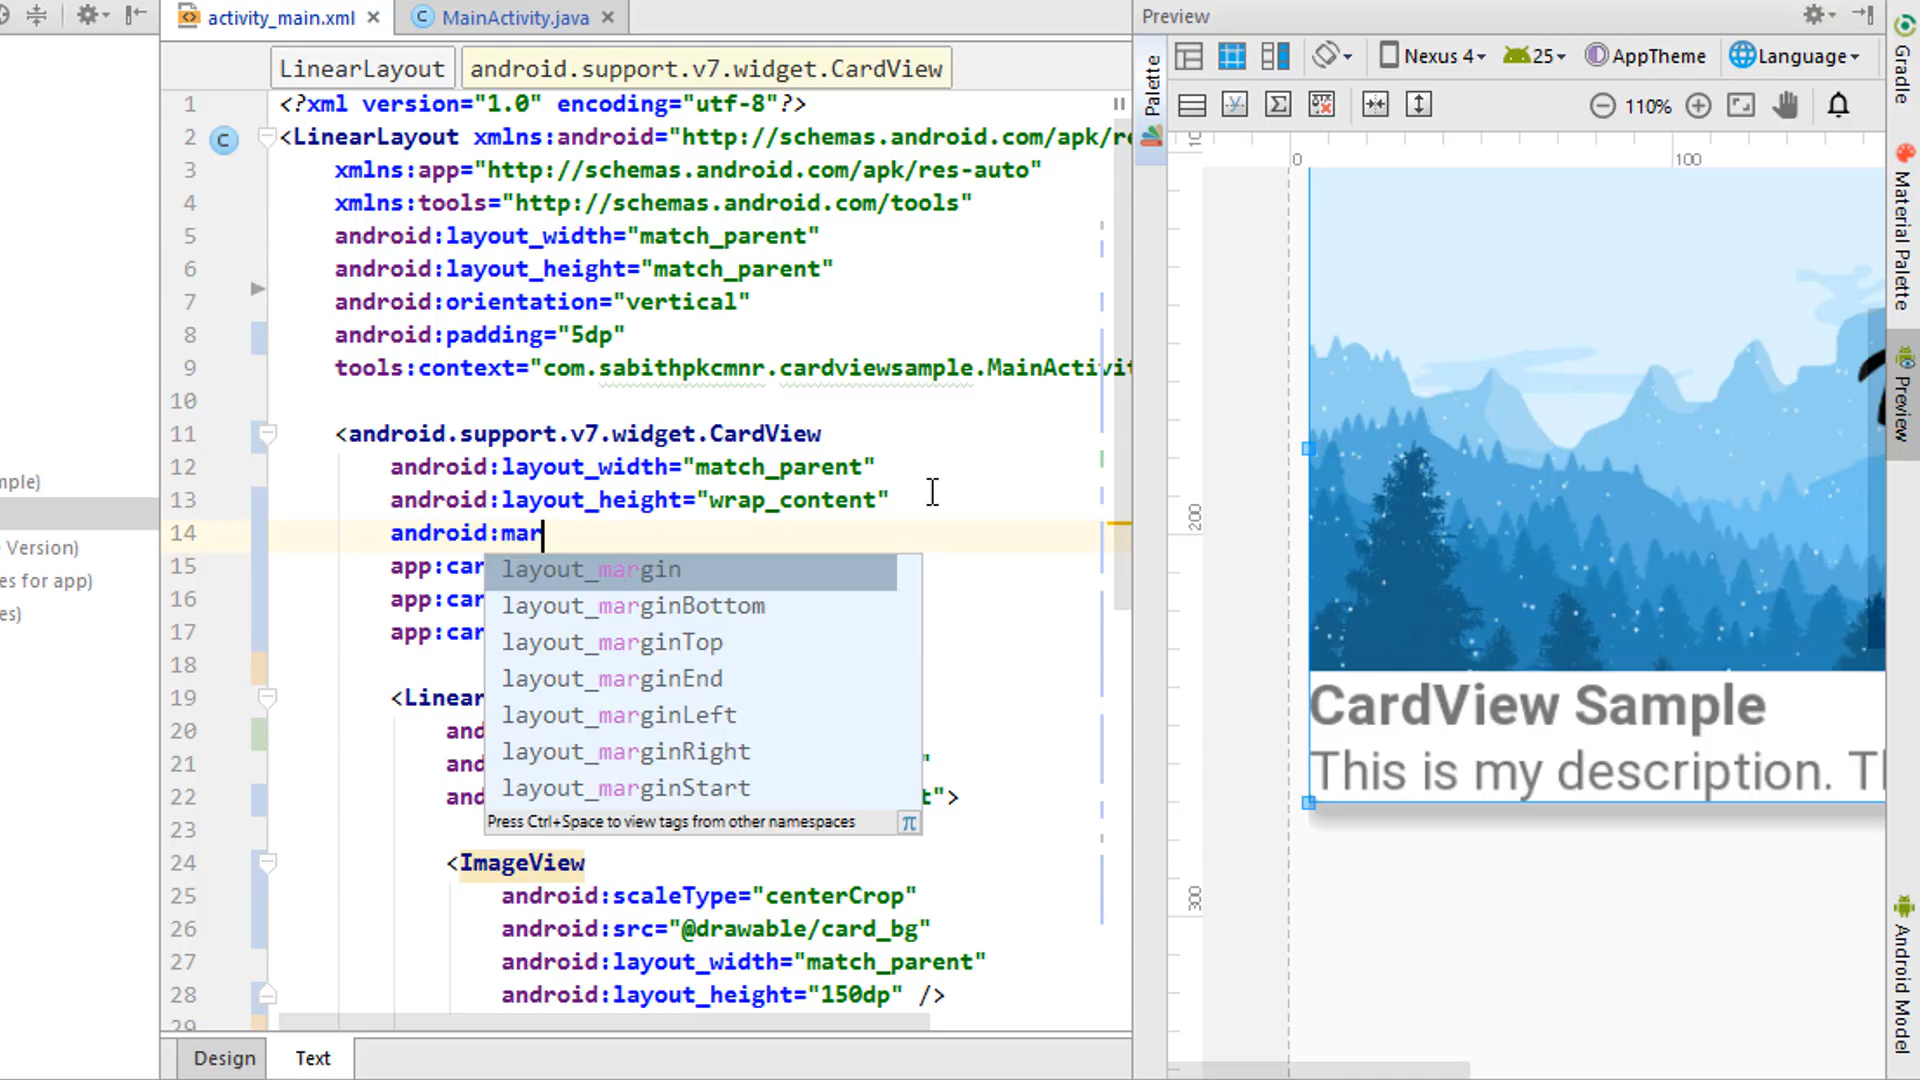 activity_main.xml
MainActivity.java
LinearLayout
android.support.v7.widget.CardView
1 <?xml version="1.0" encoding="utf-8"?>
2 <LinearLayout xmlns:android="http://schemas.android.com/apk/re
3 xmlns:app="http://schemas.android.com/apk/res-auto"
4 xmlns:tools="http://schemas.android.com/tools"
5 android:layout_width="match_parent"
6 android:layout_height="match_parent"
7 android:orientation="vertical"
8 android:padding="5dp"
9 tools:context="com.sabithpkcmnr.cardviewsample.MainActivit
10
11 <android.support.v7.widget.CardView
12 android:layout_width="match_parent"
13 android:layout_height="wrap_content"
14 android:mar
15 app:car
16 app:car
17 app:car
18
19 <Linear
20 and
21 and "
22 and t">
23
24 <ImageView
25 android:scaleType="centerCrop"
26 android:src="@drawable/card_bg"
27 android:layout_width="match_parent"
28 android:layout_height="150dp" />
29
layout_margin
layout_marginBottom
layout_marginTop
layout_marginEnd
layout_marginLeft
layout_marginRight
layout_marginStart
Press Ctrl+Space to view tags from other namespaces π
mple)
Version)
es for app)
es)
Design
Text
Preview
Palette
Nexus 4
25
AppTheme
Language
110%
0
100
200
300
CardView Sample
This is my description. Th
Gradle
Material Palette
Preview
Android Model